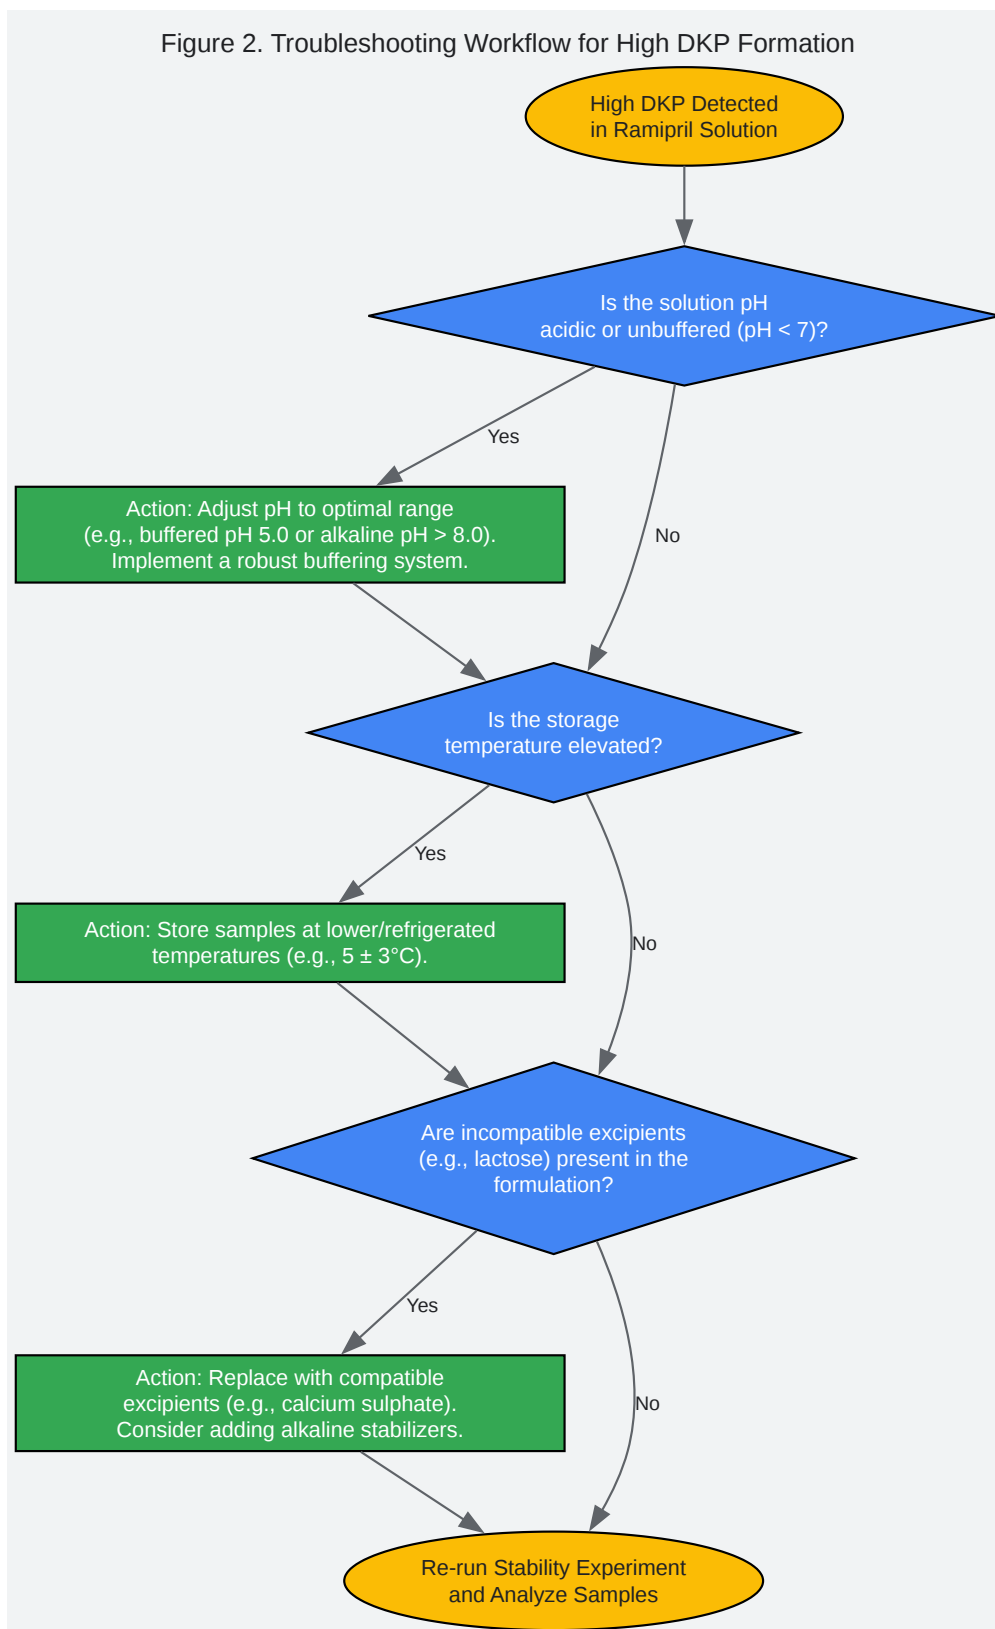 Figure 2. Troubleshooting Workflow for High DKP Formation
High DKP Detected
in Ramipril Solution
Is the solution pH
acidic or unbuffered (pH < 7)?
Yes
Action: Adjust pH to optimal range
(e.g., buffered pH 5.0 or alkaline pH > 8.0).
Implement a robust buffering system.
No
Is the storage
temperature elevated?
Yes
Action: Store samples at lower/refrigerated
temperatures (e.g., 5 ± 3°C).
No
Are incompatible excipients
(e.g., lactose) present in the
formulation?
Yes
Action: Replace with compatible
excipients (e.g., calcium sulphate).
Consider adding alkaline stabilizers.
No
Re-run Stability Experiment
and Analyze Samples